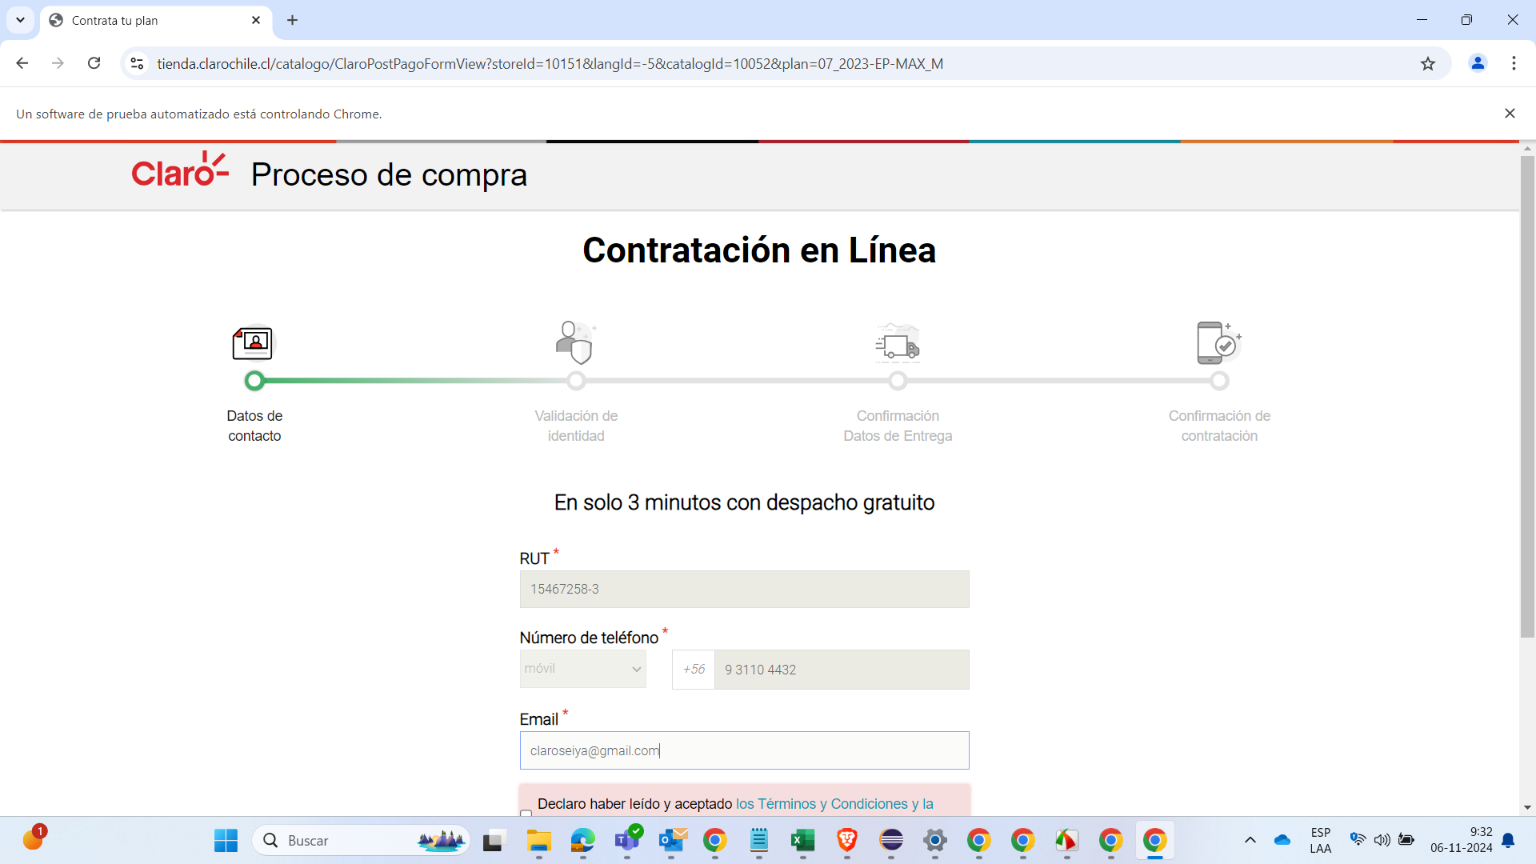 Contrata tu plan
tienda.clarochile.cl/catalogo/ClaroPostPagoFormView?storeId=10151&langId=-5&catalogId=10052&plan=07_2023-EP-MAX_M
Un software de prueba automatizado está controlando Chrome.
Claro Proceso de compra
Contratación en Línea
Datos de
contacto
Validación de
identidad
Confirmación
Datos de Entrega
Confirmación de
contratación
En solo 3 minutos con despacho gratuito
RUT *
15467258-3
Número de teléfono *
móvil
+56
9 3110 4432
Email *
claroseiya@gmail.com
Declaro haber leído y aceptado los Términos y Condiciones y la
1
Buscar
ESP
LAA
9:32
06-11-2024